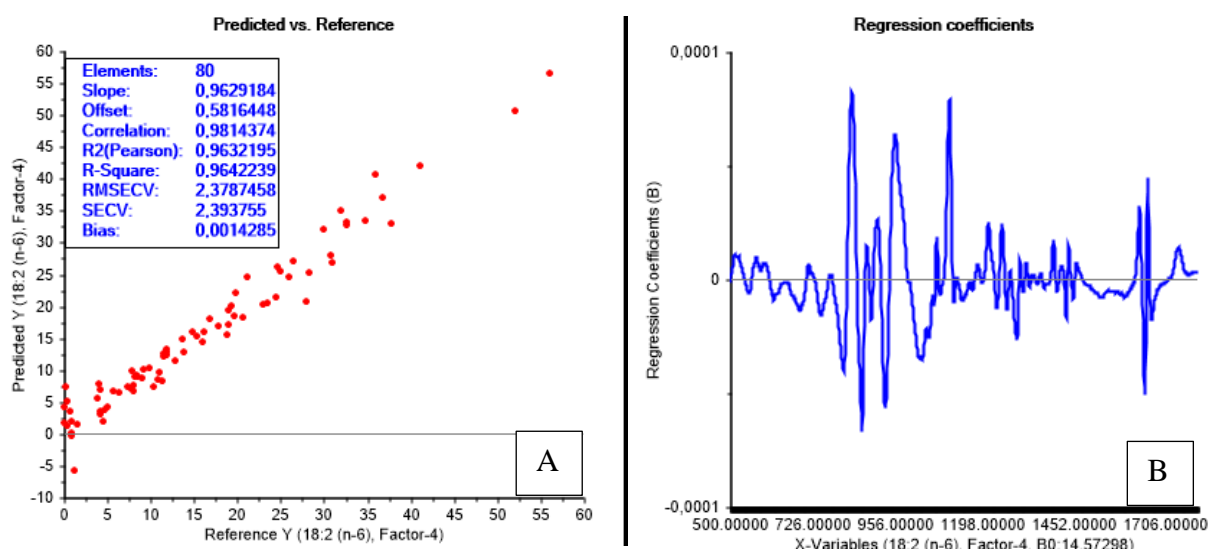 Predicted vs. Reference
60
55
50
45
40
35
30
25
20
15
10
5
0
-5
-10
Predicted Y (18:2 (n-6), Factor-4)
Elements: 80
Slope: 0,9629184
Offset: 0,5816448
Correlation: 0,9814374
R2(Pearson): 0,9632195
R-Square: 0,9642239
RMSECV: 2,3787458
SECV: 2,393755
Bias: 0,0014285
A
0 5 10 15 20 25 30 35 40 45 50 55 60
Reference Y (18:2 (n-6), Factor-4)
Regression coefficients
0,0001
0
-0,0001
Regression Coefficients (B)
B
500.00000 726.00000 956.00000 1198.00000 1452.00000 1706.00000
X-Variables (18:2 (n-6), Factor-4, B0:14,57298)